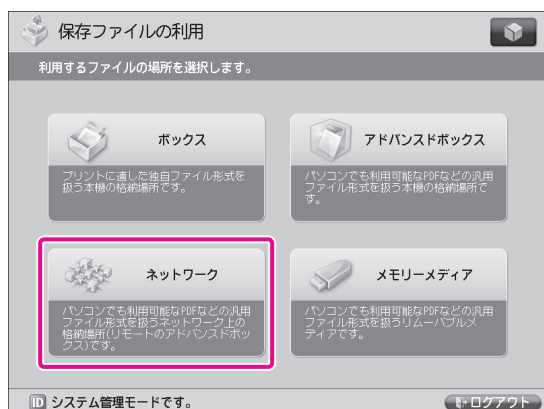 保存ファイルの利用
利用するファイルの場所を選択します。
ボックス
アドバンスドボックス
プリントに適した独自ファイル形式を
扱う本機の格納場所です。
パソコンでも利用可能なPDFなどの汎用
ファイル形式を扱う本機の格納場所で
す。
ネットワーク
メモリーメディア
パソコンでも利用可能なPDFなどの汎用
ファイル形式を扱うネットワーク上の
格納場所(リモートのアドバンスドボッ
クス)です。
パソコンでも利用可能なPDFなどの汎用
ファイル形式を扱うリムーバブルメ
ディアです。
ID システム管理モードです。
ログアウト